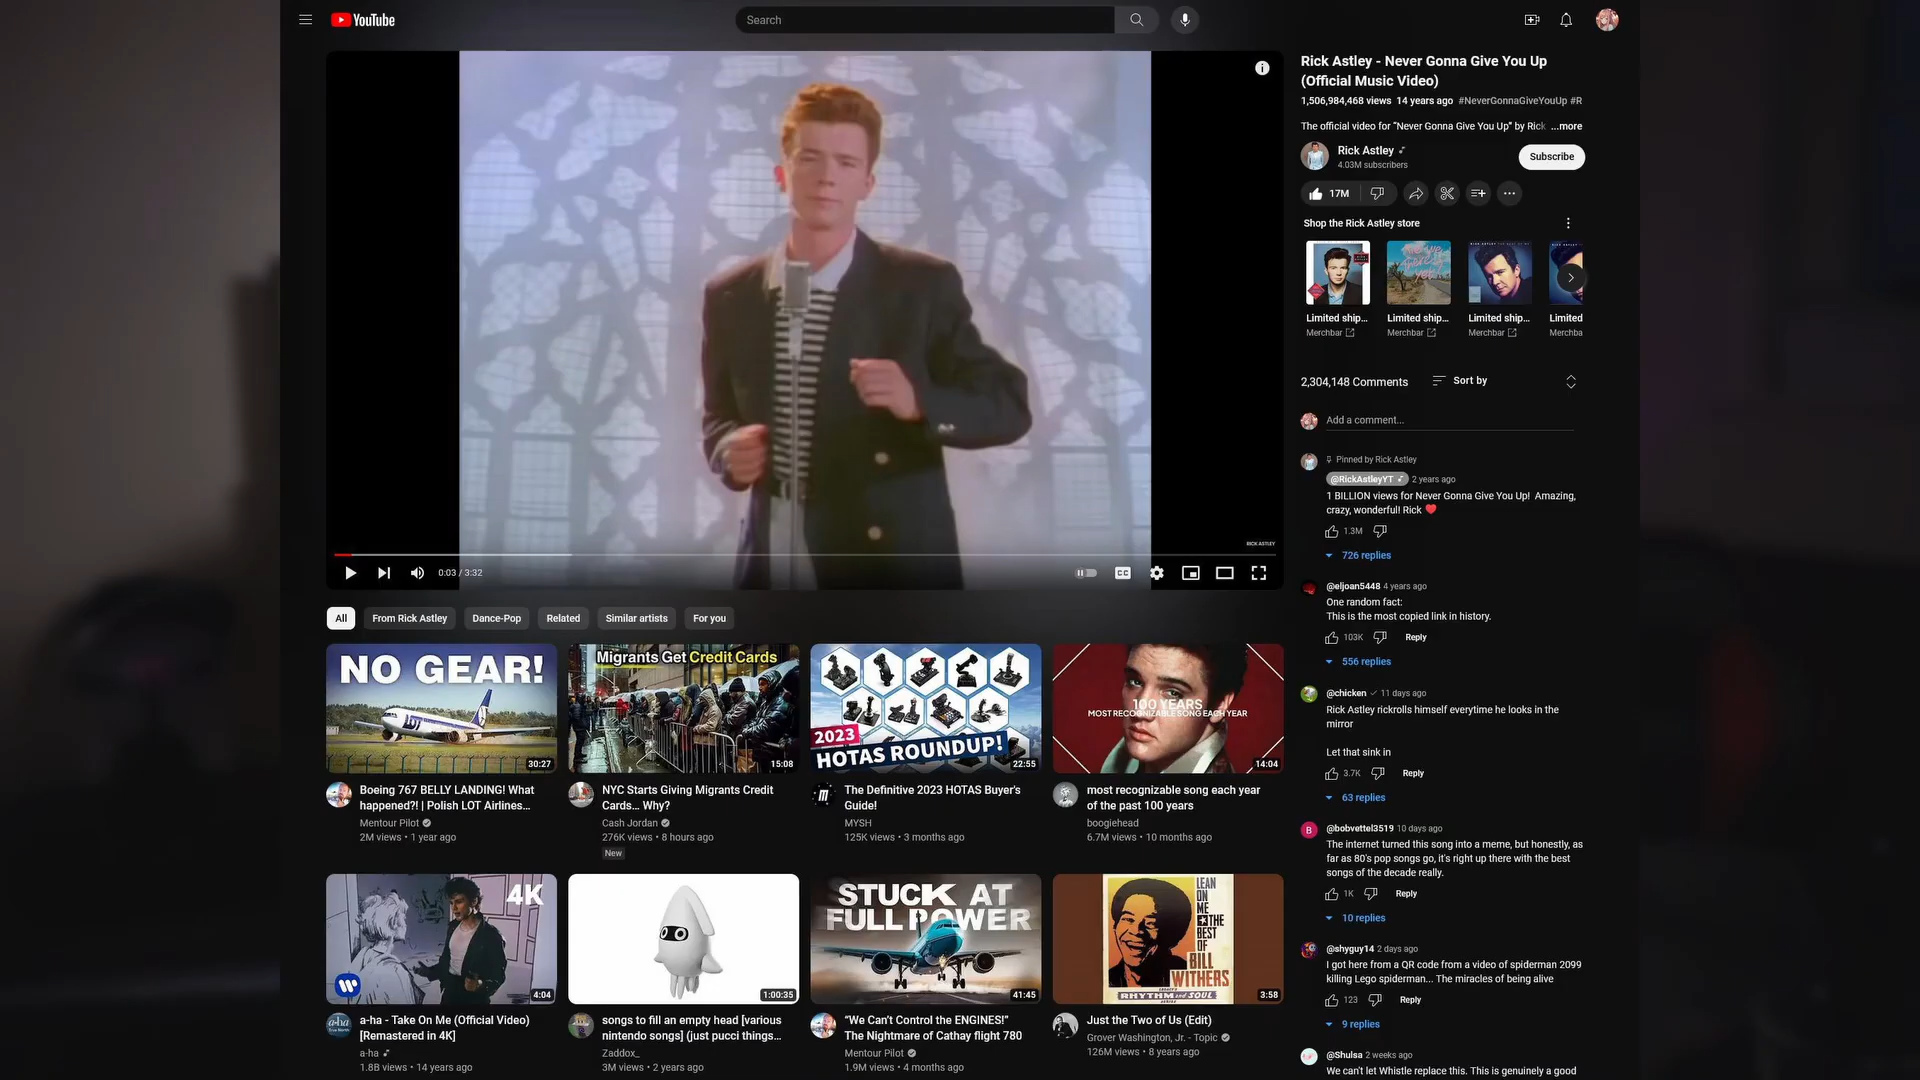 YouTube
Search
RICK ASTLEY
0:03 / 3:32
CC
Rick Astley - Never Gonna Give You Up
(Official Music Video)
1,506,984,468 views 14 years ago #NeverGonnaGiveYouUp #R
The official video for “Never Gonna Give You Up” by Rick ...more
Rick Astley
4.03M subscribers
Subscribe
17M
Shop the Rick Astley store
Limited ship...
Merchbar
Limited ship...
Merchbar
Limited ship...
Merchbar
Limited
Merchba
2,304,148 Comments
Sort by
Add a comment...
Pinned by Rick Astley
@RickAstleyYT 2 years ago
1 BILLION views for Never Gonna Give You Up! Amazing,
crazy, wonderful! Rick ❤️
1.3M
726 replies
@eljoan5448 4 years ago
One random fact:
This is the most copied link in history.
103K Reply
556 replies
@chicken 11 days ago
Rick Astley rickrolls himself everytime he looks in the
mirror
Let that sink in
3.7K Reply
63 replies
B
@bobvettel3519 10 days ago
The internet turned this song into a meme, but honestly, as
far as 80's pop songs go, it's right up there with the best
songs of the decade really.
1K Reply
10 replies
@shyguy14 2 days ago
I got here from a QR code from a video of spiderman 2099
killing Lego spiderman... The miracles of being alive
123 Reply
9 replies
@Shulsa 2 weeks ago
We can't let Whistle replace this. This is genuinely a good
All From Rick Astley Dance-Pop Related Similar artists For you
NO GEAR!
LOT
30:27
Boeing 767 BELLY LANDING! What
happened?! | Polish LOT Airlines...
Mentour Pilot
2M views • 1 year ago
Migrants Get Credit Cards
15:08
NYC Starts Giving Migrants Credit
Cards... Why?
Cash Jordan
276K views • 8 hours ago
New
2023
HOTAS ROUNDUP!
22:55
The Definitive 2023 HOTAS Buyer's
Guide!
MYSH
125K views • 3 months ago
100 YEARS
MOST RECOGNIZABLE SONG EACH YEAR
14:04
most recognizable song each year
of the past 100 years
boogiehead
6.7M views • 10 months ago
4K
4:04
a-ha - Take On Me (Official Video)
[Remastered in 4K]
a-ha
1.8B views • 14 years ago
1:00:35
songs to fill an empty head [various
nintendo songs] (just pucci things...
Zaddox_
3M views • 2 years ago
STUCK AT
FULL POWER
41:45
“We Can't Control the ENGINES!”
The Nightmare of Cathay flight 780
Mentour Pilot
1.9M views • 4 months ago
LEAN
ON
ME
THE
BEST
OF
BILL
WITHERS
RHYTHM and SOUL
3:58
Just the Two of Us (Edit)
Grover Washington, Jr. - Topic
126M views • 8 years ago